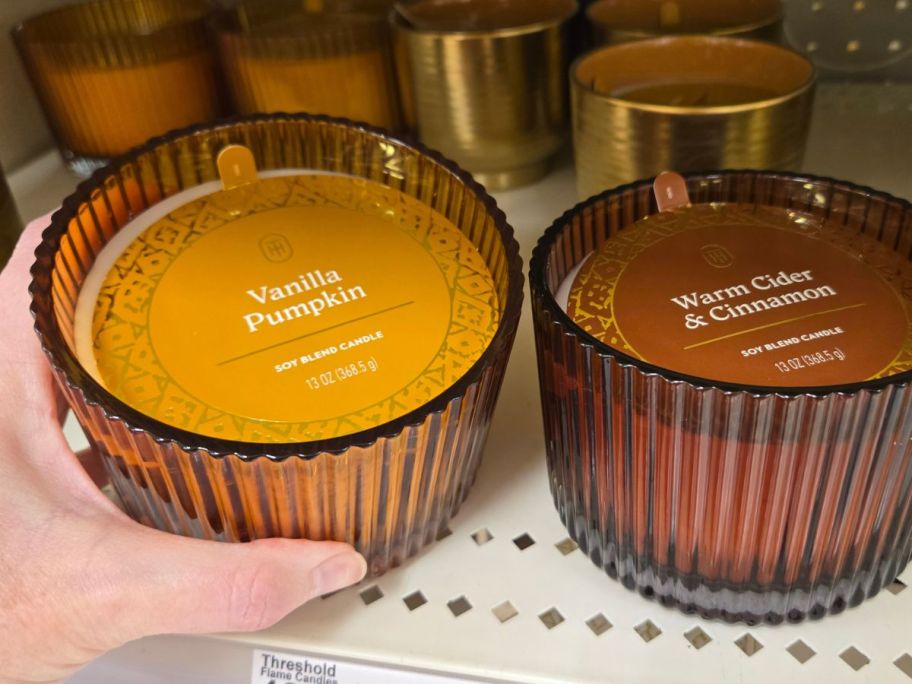 Vanilla
Pumpkin
SOY BLEND CANDLE
13 OZ (368.5 g)
Warm Cider
& Cinnamon
SOY BLEND CANDLE
13 OZ (368.5 g)
Threshold
Flame Candles